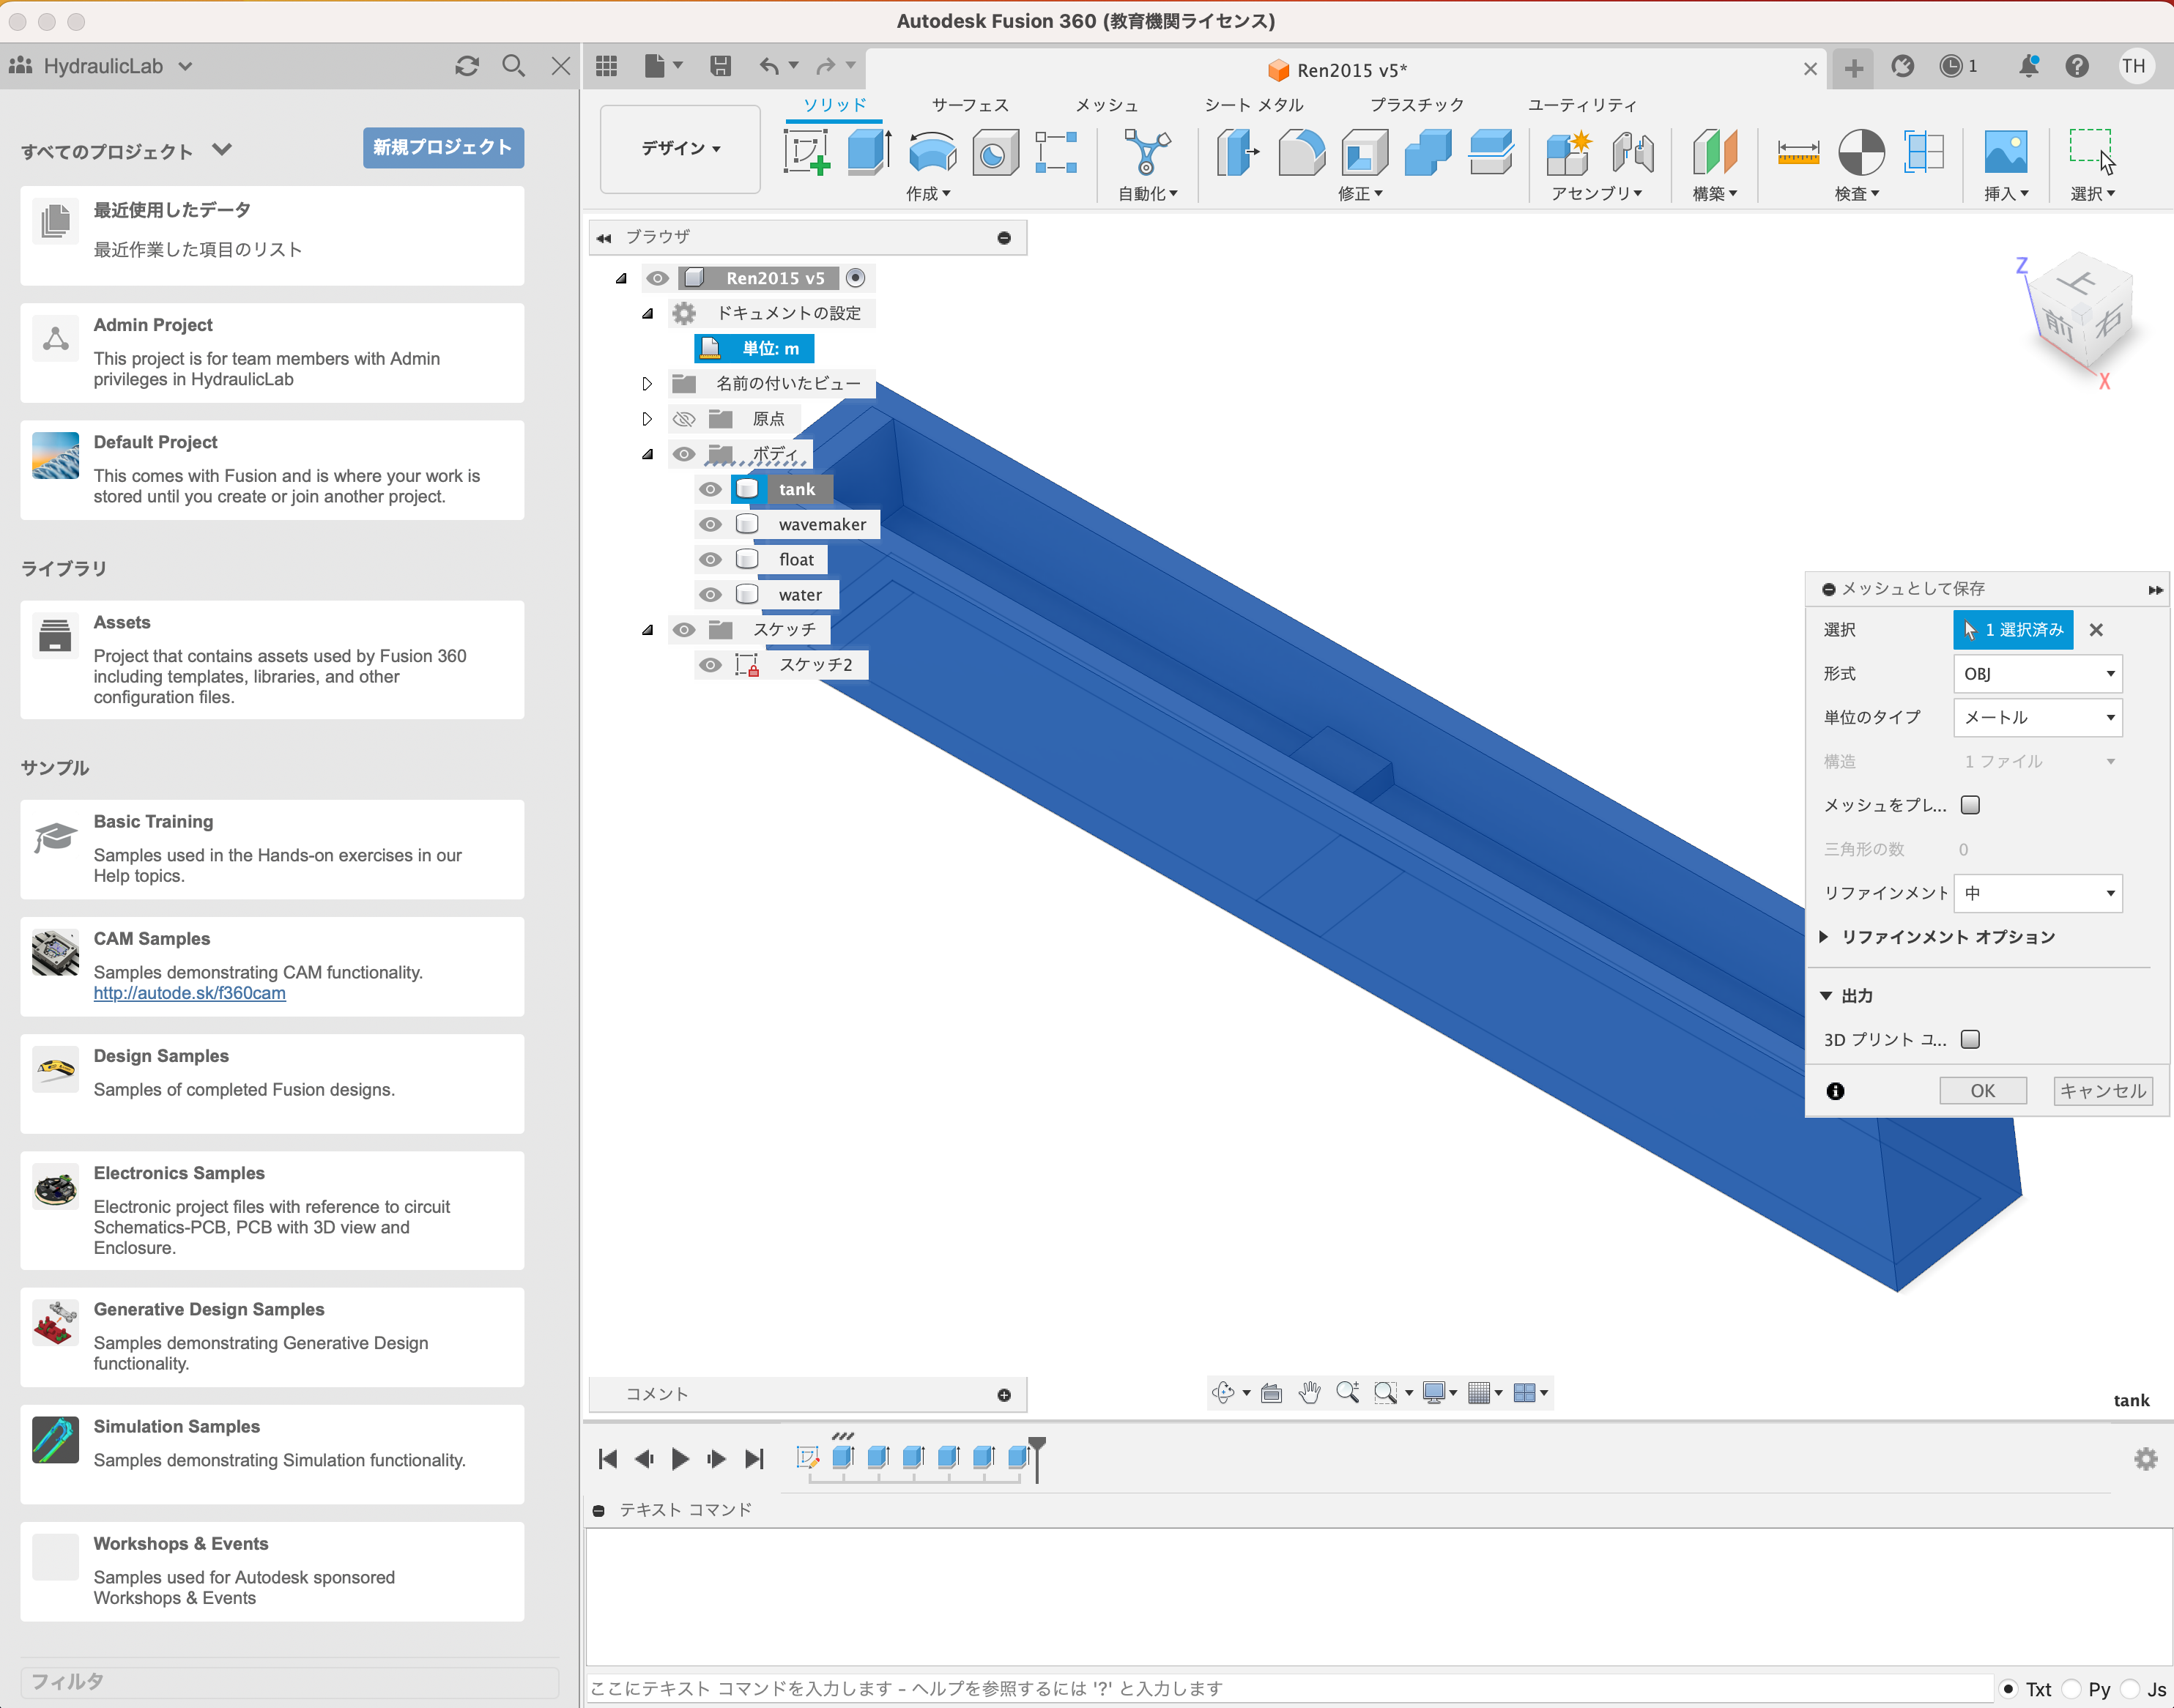 Autodesk Fusion 360 (教育機関ライセンス)
HydraulicLab
Ren2015 v5*
1
TH
すべてのプロジェクト
新規プロジェクト
最近使用したデータ
最近作業した項目のリスト
Admin Project
This project is for team members with Admin
privileges in HydraulicLab
Default Project
This comes with Fusion and is where your work is
stored until you create or join another project.
ライブラリ
Assets
Project that contains assets used by Fusion 360
including templates, libraries, and other
configuration files.
サンプル
Basic Training
Samples used in the Hands-on exercises in our
Help topics.
CAM Samples
Samples demonstrating CAM functionality.
http://autode.sk/f360cam
Design Samples
Samples of completed Fusion designs.
Electronics Samples
Electronic project files with reference to circuit
Schematics-PCB, PCB with 3D view and
Enclosure.
Generative Design Samples
Samples demonstrating Generative Design
functionality.
Simulation Samples
Samples demonstrating Simulation functionality.
Workshops & Events
Samples used for Autodesk sponsored
Workshops & Events
フィルタ
デザイン
ソリッド
サーフェス
メッシュ
シート メタル
プラスチック
ユーティリティ
作成
自動化
修正
アセンブリ
構築
検査
挿入
選択
ブラウザ
Ren2015 v5
ドキュメントの設定
単位: m
名前の付いたビュー
原点
ボディ
tank
wavemaker
float
water
スケッチ
スケッチ2
Z
上
前
右
X
メッシュとして保存
選択
1 選択済み
形式
OBJ
単位のタイプ
メートル
構造
1 ファイル
メッシュをプレ...
三角形の数
0
リファインメント
中
リファインメント オプション
出力
3D プリント ユ...
OK
キャンセル
コメント
tank
テキスト コマンド
ここにテキスト コマンドを入力します – ヘルプを参照するには '?' と入力します
Txt
Py
Js